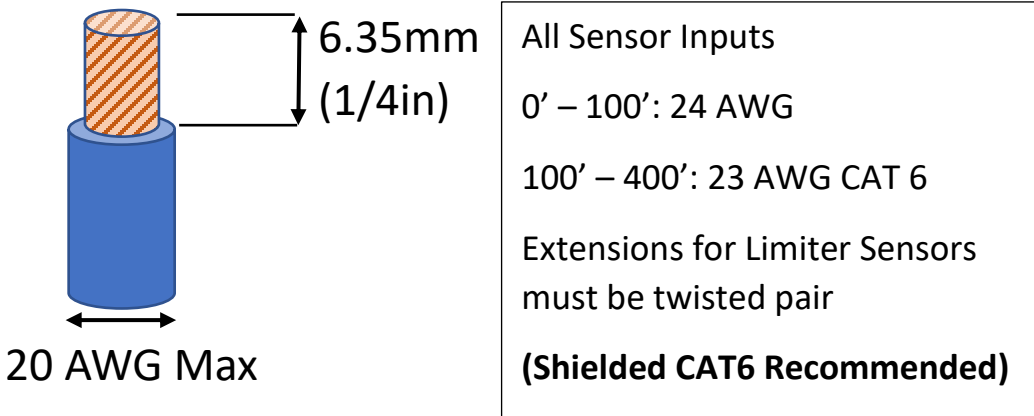 6.35mm
(1/4in)
20 AWG Max
All Sensor Inputs
0’ – 100’: 24 AWG
100’ – 400’: 23 AWG CAT 6
Extensions for Limiter Sensors
must be twisted pair
(Shielded CAT6 Recommended)